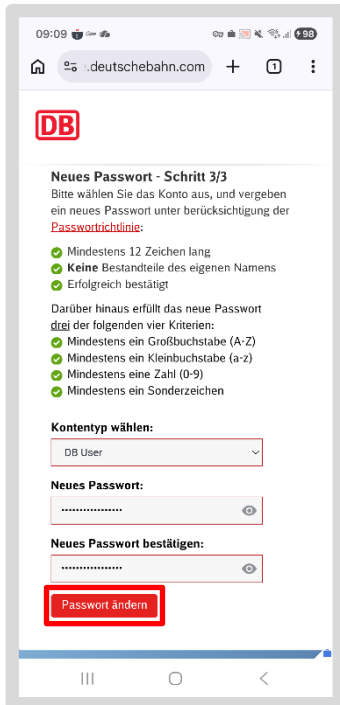 09:09
98
.deutschebahn.com
1
DB
Neues Passwort - Schritt 3/3
Bitte wählen Sie das Konto aus, und vergeben
ein neues Passwort unter berücksichtigung der
Passwortrichtlinie:
Mindestens 12 Zeichen lang
Keine Bestandteile des eigenen Namens
Erfolgreich bestätigt
Darüber hinaus erfüllt das neue Passwort
drei der folgenden vier Kriterien:
Mindestens ein Großbuchstabe (A-Z)
Mindestens ein Kleinbuchstabe (a-z)
Mindestens eine Zahl (0-9)
Mindestens ein Sonderzeichen
Kontentyp wählen:
DB User
Neues Passwort:
Neues Passwort bestätigen:
Passwort ändern